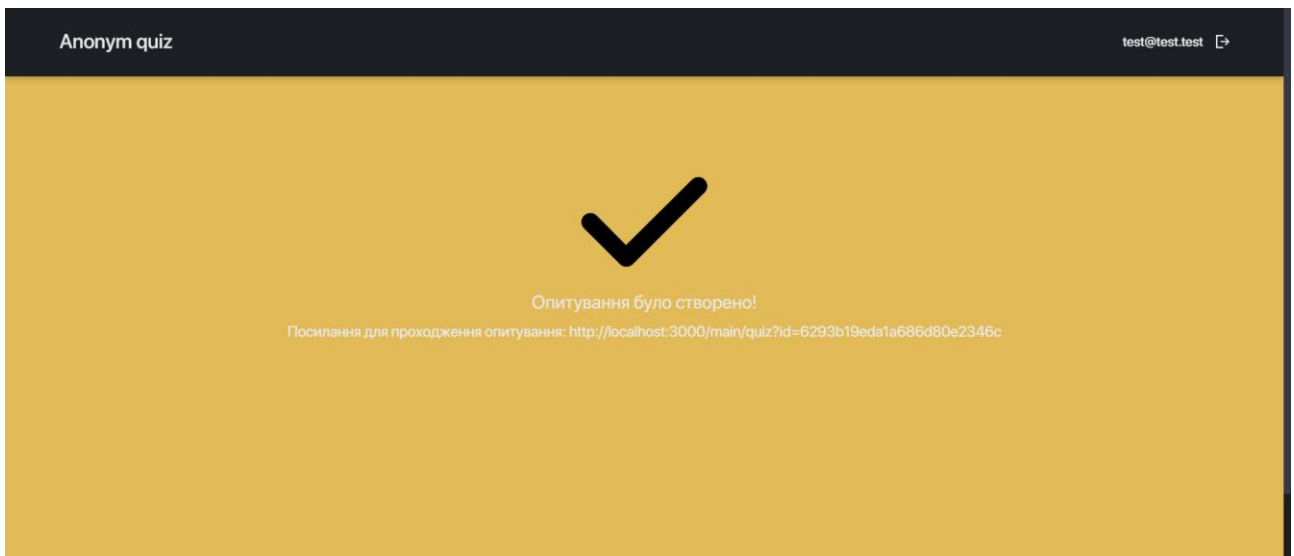 Anonym quiz
test@test.test
Опитування було створено!
Посилання для проходження опитування: http://localhost:3000/main/quiz?id=6293b19eda1a686d80e2346c